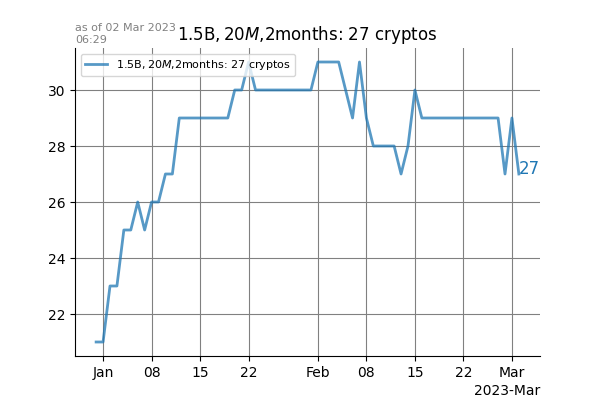 as of 02 Mar 2023
06:29
1.5B, 20M,2months: 27 cryptos
1.5B, 20M,2months: 27 cryptos
30
28
26
24
22
27
Jan 08 15 22 Feb 08 15 22 Mar
2023-Mar